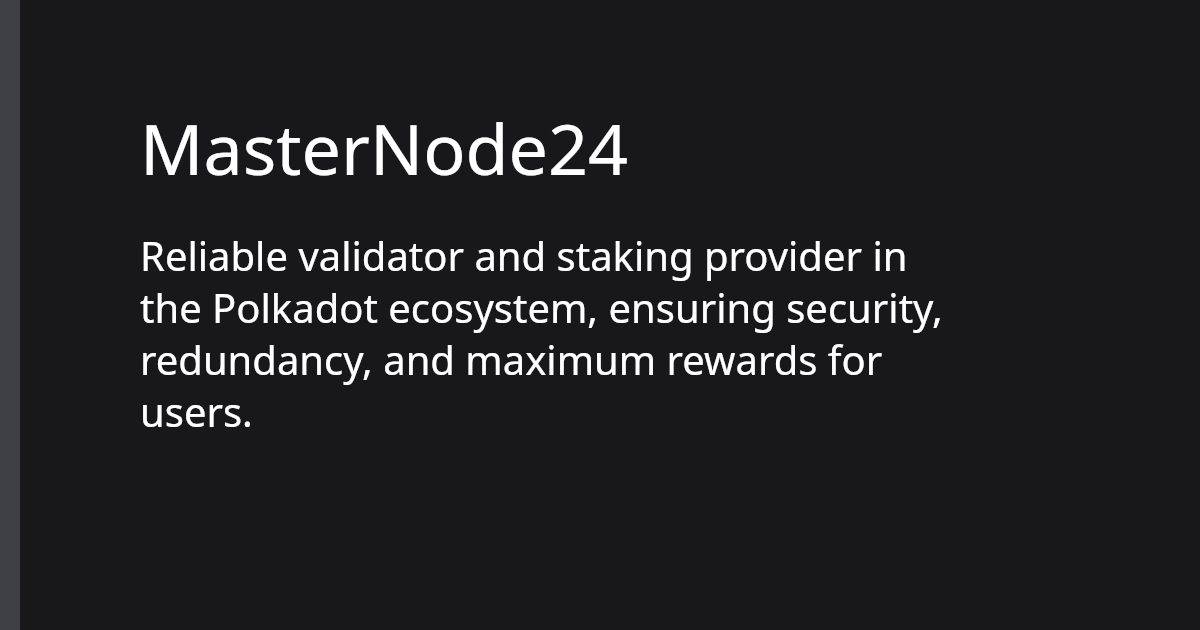 MasterNode24
Reliable validator and staking provider in
the Polkadot ecosystem, ensuring security,
redundancy, and maximum rewards for
users.